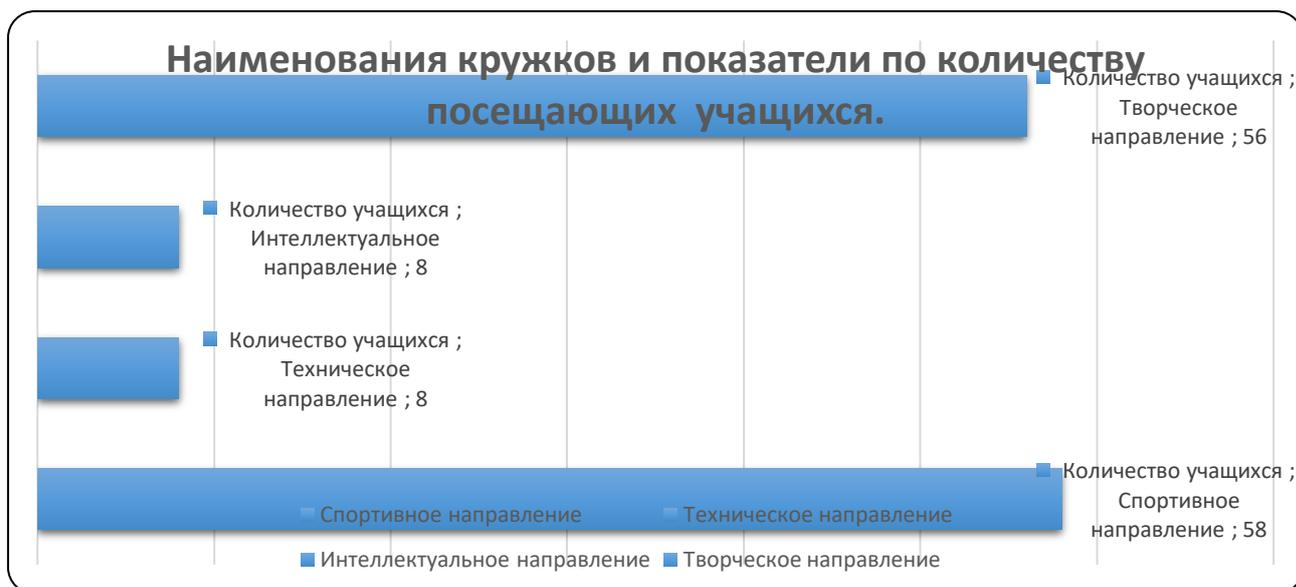 Наименования кружков и показатели по количеству
посещающих учащихся.
Количество учащихся ;
Творческое
направление ; 56
Количество учащихся ;
Интеллектуальное
направление ; 8
Количество учащихся ;
Техническое
направление ; 8
Количество учащихся ;
Спортивное
направление ; 58
Спортивное направление Техническое направление
Интеллектуальное направление Творческое направление